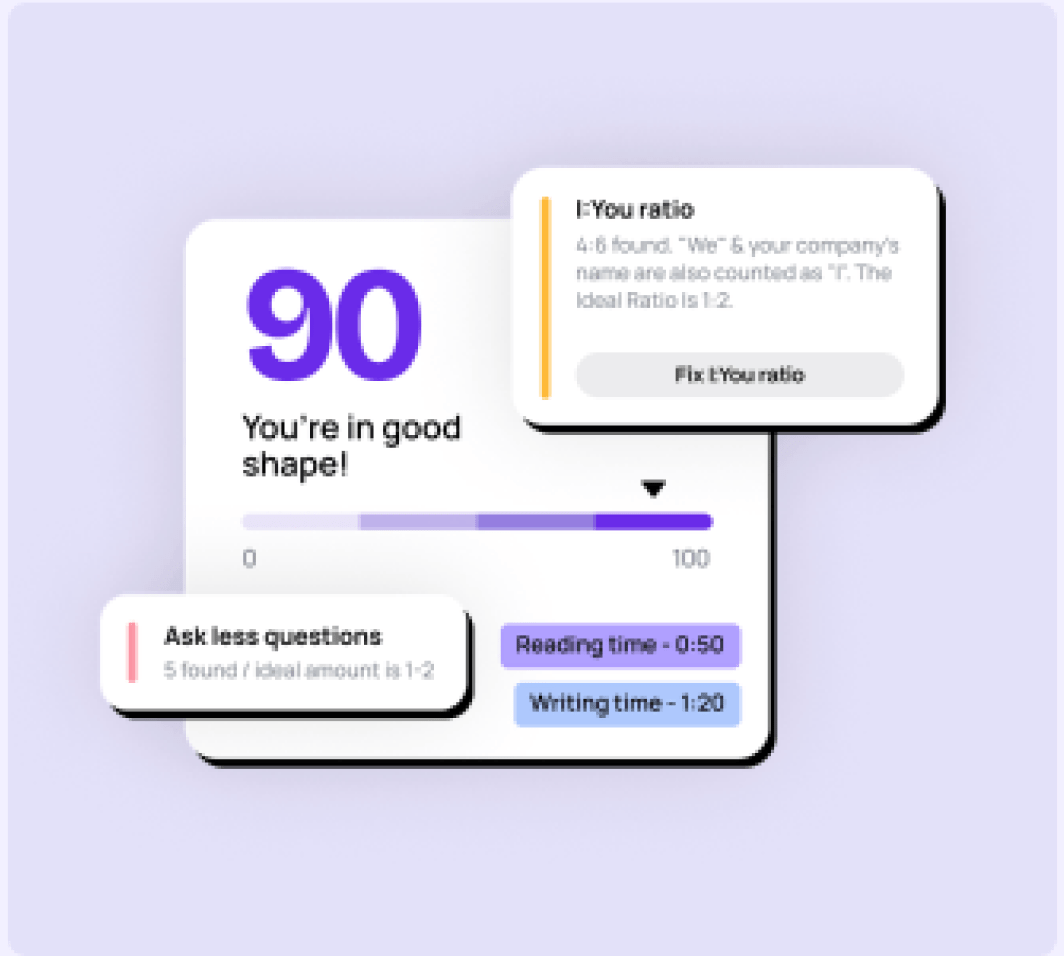 I:You ratio
4:6 found. "We" & your company's
name are also counted as "I". The
Ideal Ratio is 1:2.
Fix I:You ratio
90
You're in good
shape!
0
100
Ask less questions
5 found / ideal amount is 1-2
Reading time - 0:50
Writing time - 1:20